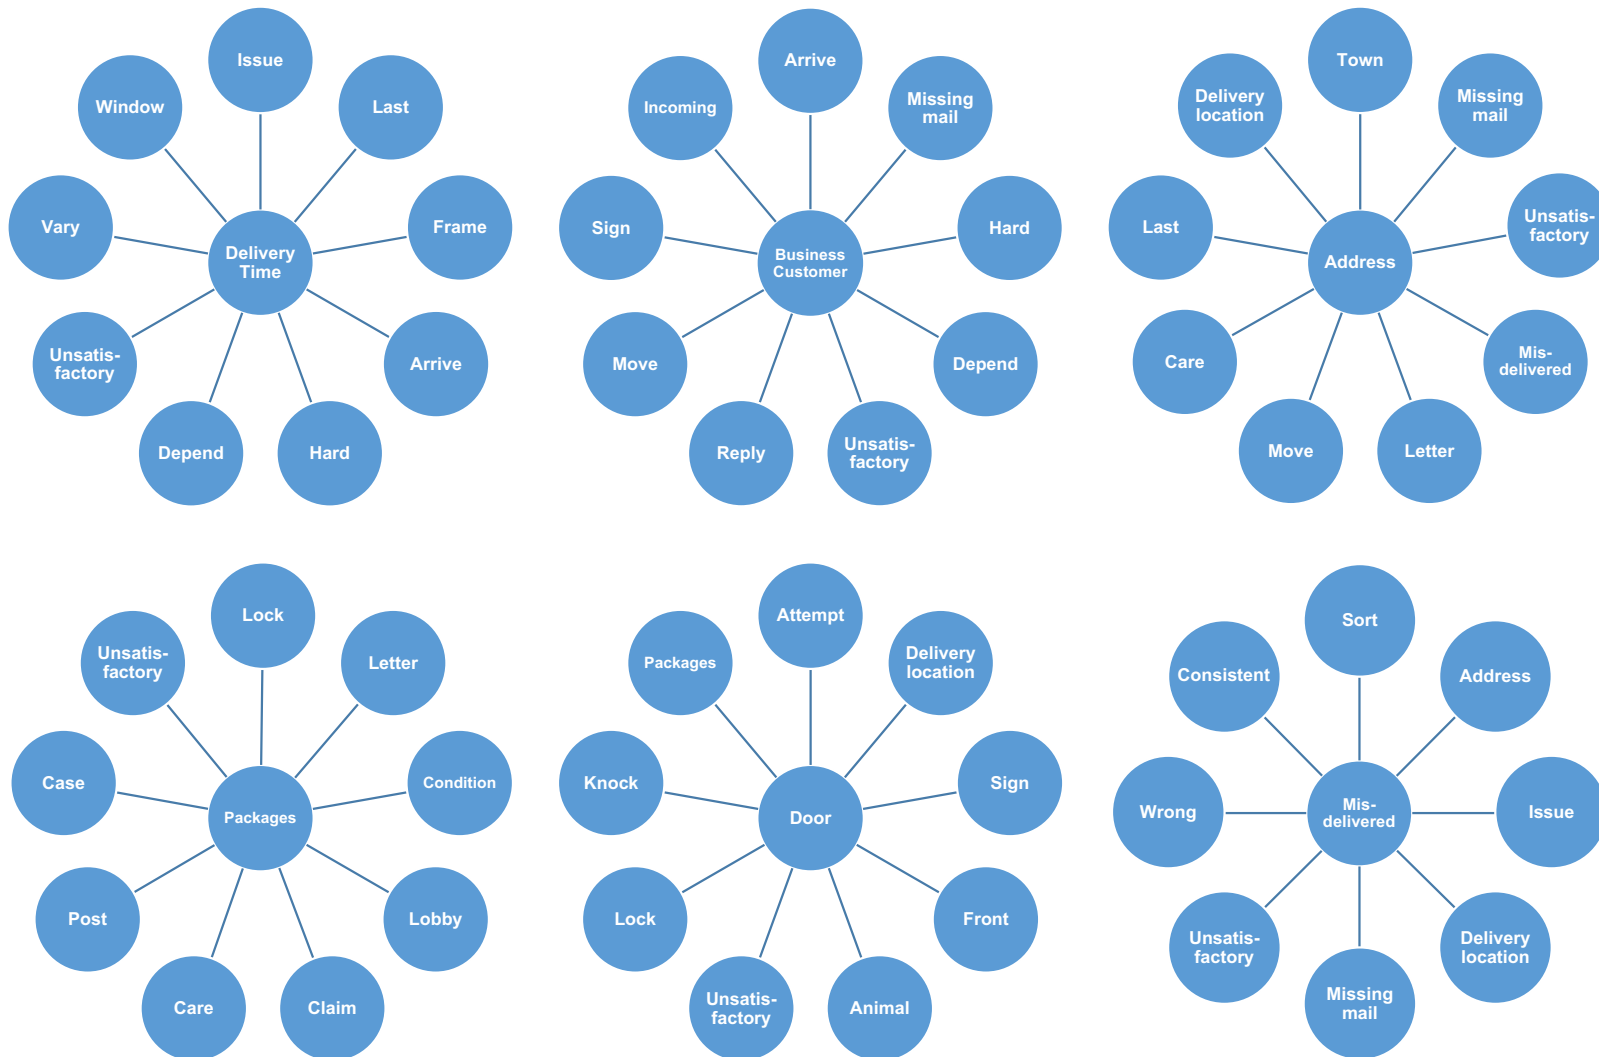 Issue
Window
Last
Vary
Frame
Delivery
Time
Unsatis-
factory
Arrive
Depend
Hard
Arrive
Incoming
Missing
mail
Sign
Hard
Business
Customer
Move
Depend
Reply
Unsatis-
factory
Town
Delivery
location
Missing
mail
Last
Unsatis-
factory
Address
Care
Mis-
delivered
Move
Letter
Lock
Unsatis-
factory
Letter
Case
Condition
Packages
Post
Lobby
Care
Claim
Attempt
Packages
Delivery
location
Knock
Sign
Door
Lock
Front
Unsatis-
factory
Animal
Sort
Consistent
Address
Wrong
Issue
Mis-
delivered
Unsatis-
factory
Delivery
location
Missing
mail